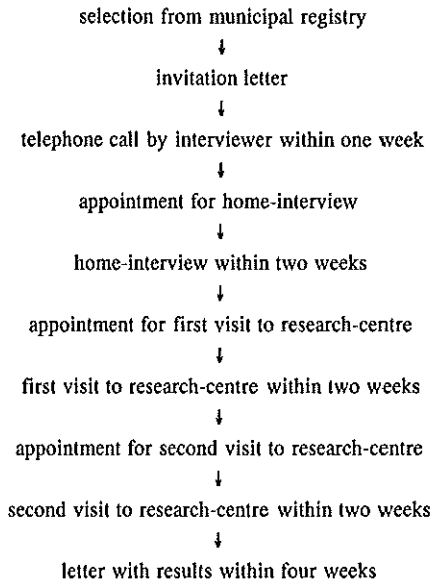 selection from municipal registry
↓
invitation letter
↓
telephone call by interviewer within one week
↓
appointment for home-interview
↓
home-interview within two weeks
↓
appointment for first visit to research-centre
↓
first visit to research-centre within two weeks
↓
appointment for second visit to research-centre
↓
second visit to research-centre within two weeks
↓
letter with results within four weeks